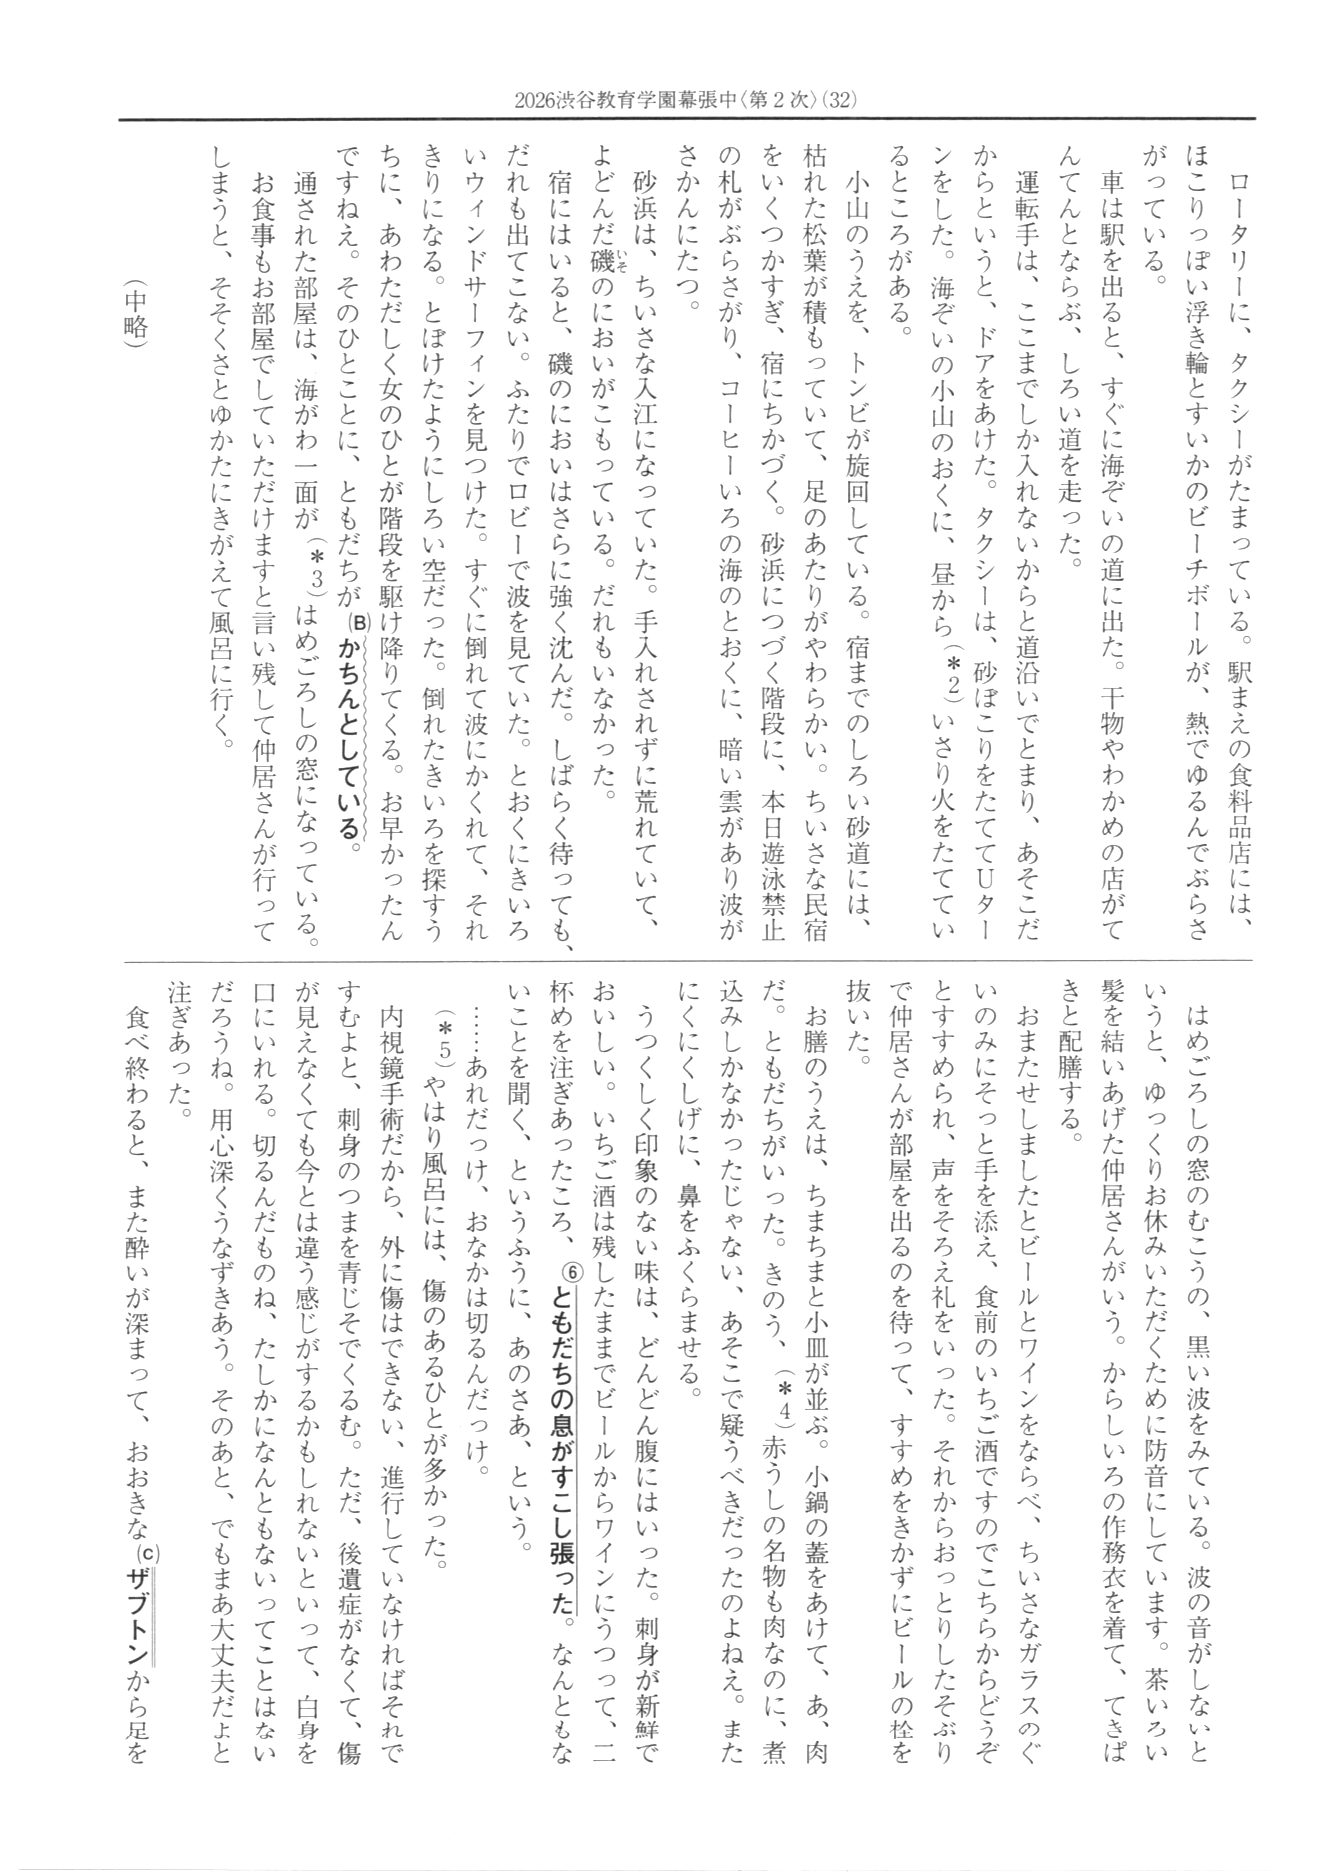 2026渋谷教育学園幕張中〈第2次〉(32)
ロータリーに、タクシーがたまっている。駅まえの食料品店には、
ほこりっぽい浮き輪とすいかのビーチボールが、熱でゆるんでぶらさ
がっている。
車は駅を出ると、すぐに海ぞいの道に出た。干物やわかめの店がて
んてんとならぶ、しろい道を走った。
運転手は、ここまでしか入れないからと道沿いでとまり、あそこだ
からというと、ドアをあけた。タクシーは、砂ぼこりをたててUター
ンをした。海ぞいの小山のおくに、昼から(*2)いさり火をたててい
るところがある。
小山のうえを、トンビが旋回している。宿までのしろい砂道には、
枯れた松葉が積もっていて、足のあたりがやわらかい。ちいさな民宿
をいくつかすぎ、宿にちかづく。砂浜につづく階段に、本日遊泳禁止
の札がぶらさがり、コーヒーいろの海のとおくに、暗い雲があり波が
さかんにたつ。
砂浜は、ちいさな入江になっていた。手入れされずに荒れていて、
よどんだ磯のにおいがこもっている。だれもいなかった。
いそ
宿にはいると、磯のにおいはさらに強く沈んだ。しばらく待っても、
だれも出てこない。ふたりでロビーで波を見ていた。とおくにきいろ
いウィンドサーフィンを見つけた。すぐに倒れて波にかくれて、それ
きりになる。とぼけたようにしろい空だった。倒れたきいろを探すう
ちに、あわただしく女のひとが階段を駆け降りてくる。お早かったん
ですねえ。そのひとことに、ともだちが(B)かちんとしている。
通された部屋は、海がわ一面が(*3)はめごろしの窓になっている。
お食事もお部屋でしていただけますと言い残して仲居さんが行って
しまうと、そそくさとゆかたにきがえて風呂に行く。
(中略)
はめごろしの窓のむこうの、黒い波をみている。波の音がしないと
いうと、ゆっくりお休みいただくために防音にしています。茶いろい
髪を結いあげた仲居さんがいう。からしいろの作務衣を着て、てきぱ
きと配膳する。
おまたせしましたとビールとワインをならべ、ちいさなガラスのぐ
いのみにそっと手を添え、食前のいちご酒ですのでこちらからどうぞ
とすすめられ、声をそろえ礼をいった。それからおっとりしたそぶり
で仲居さんが部屋を出るのを待って、すすめをきかずにビールの栓を
抜いた。
お膳のうえは、ちまちまと小皿が並ぶ。小鍋の蓋をあけて、あ、肉
だ。ともだちがいった。きのう、(*4)赤うしの名物も肉なのに、煮
込みしかなかったじゃない、あそこで疑うべきだったのよねえ。また
にくにくしげに、鼻をふくらませる。
うつくしく印象のない味は、どんどん腹にはいった。刺身が新鮮で
おいしい。いちご酒は残したままでビールからワインにうつって、二
杯めを注ぎあったころ、⑥ともだちの息がすこし張った。なんともな
いことを聞く、というふうに、あのさあ、という。
……あれだっけ、おなかは切るんだっけ。
(*5)やはり風呂には、傷のあるひとが多かった。
内視鏡手術だから、外に傷はできない、進行していなければそれで
すむよと、刺身のつまを青じそでくるむ。ただ、後遺症がなくて、傷
が見えなくても今とは違う感じがするかもしれないといって、白身を
口にいれる。切るんだものね、たしかになんともないってことはない
だろうね。用心深くうなずきあう。そのあと、でもまあ大丈夫だよと
注ぎあった。
食べ終わると、また酔いが深まって、おおきな(c)ザブトンから足を